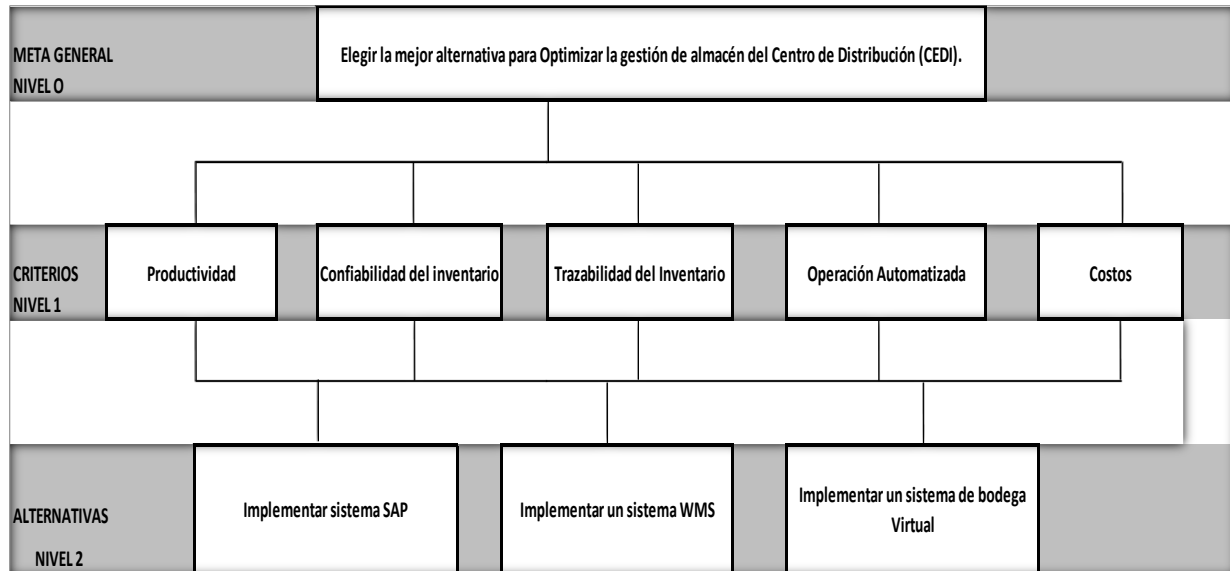 META GENERAL
NIVEL O
Elegir la mejor alternativa para Optimizar la gestión de almacén del Centro de Distribución (CEDI).
CRITERIOS
NIVEL 1
Productividad
Confiabilidad del inventario
Trazabilidad del Inventario
Operación Automatizada
Costos
ALTERNATIVAS
NIVEL 2
Implementar sistema SAP
Implementar un sistema WMS
Implementar un sistema de bodega
Virtual